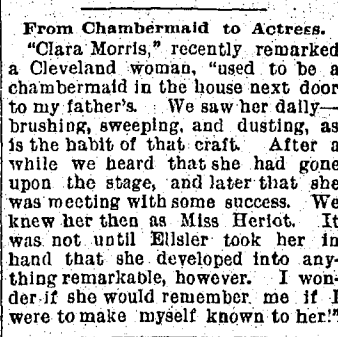 From Chambermaid to Actress.
"Clara Morris," recently remarked
a Cleveland woman, "used to be a
chambermaid in the house next door
to my father's. We saw her daily—
brushing, sweeping, and dusting, as
is the habit of that craft. After a
while we heard that she had gone
upon the stage, and later that she
was meeting with some success. We
knew her then as Miss Heriot. It
was not until Ellsler took her in
hand that she developed into any-
thing remarkable, however. I won-
der if she would remember me if I
were to make myself known to her!"